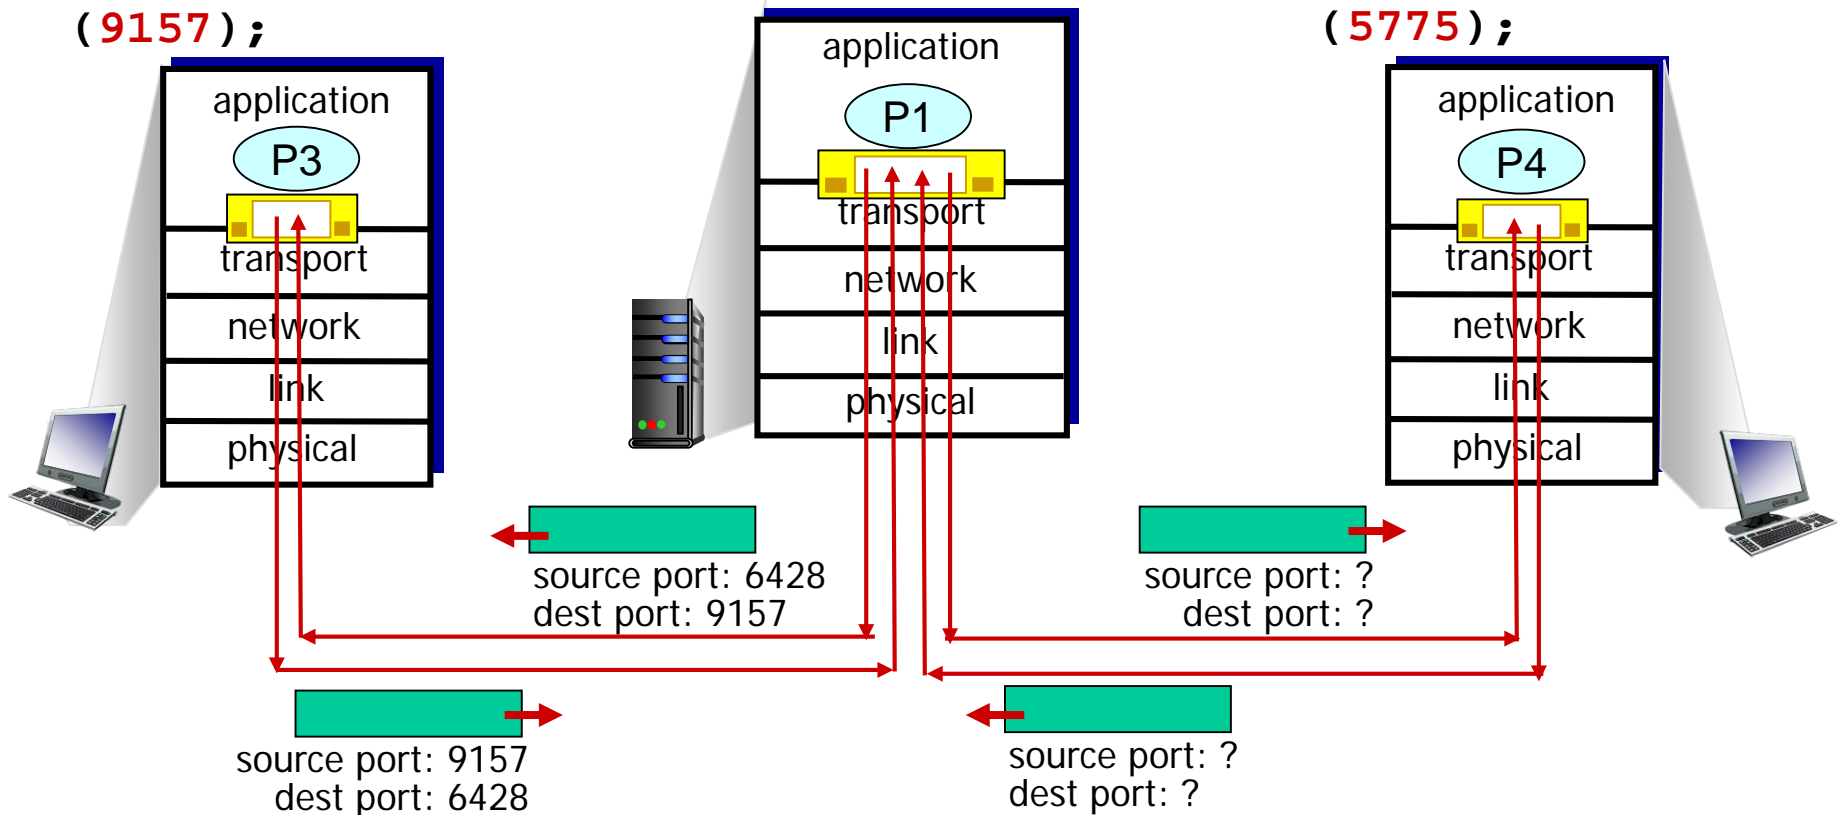 (9157);
application
P3
transport
network
link
physical
application
P1
transport
network
link
physical
(5775);
application
P4
transport
network
link
physical
source port: 6428
dest port: 9157
source port: ?
dest port: ?
source port: 9157
dest port: 6428
source port: ?
dest port: ?